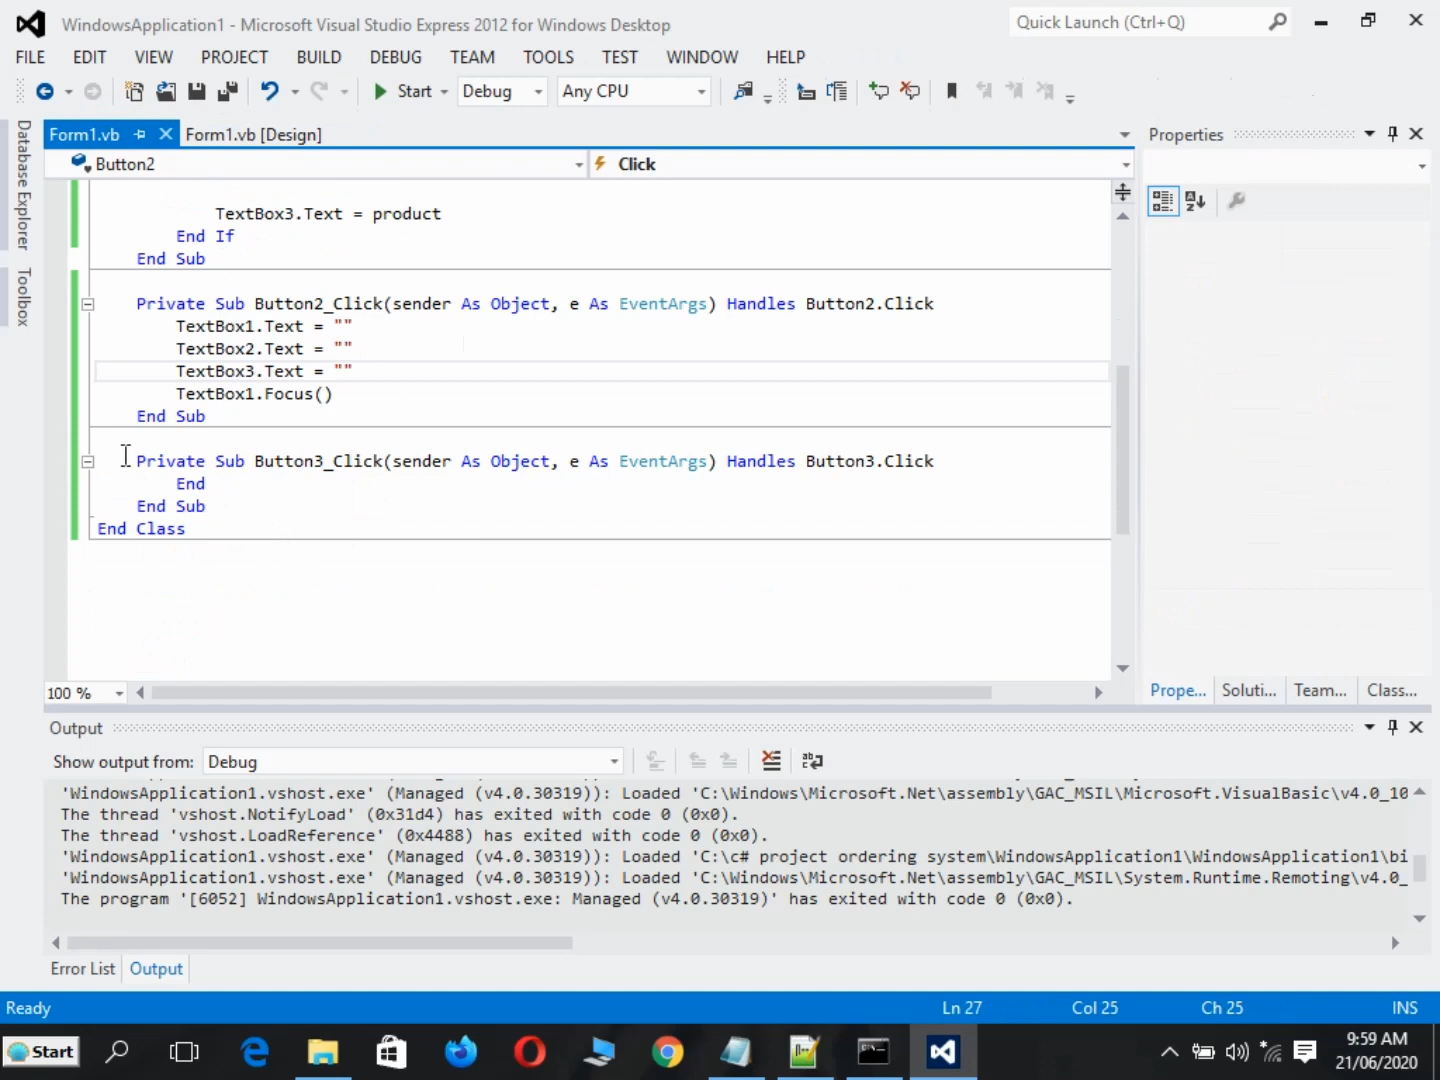 WindowsApplication1 - Microsoft Visual Studio Express 2012 for Windows Desktop
Quick Launch (Ctrl+Q)
FILE EDIT VIEW PROJECT BUILD DEBUG TEAM TOOLS TEST WINDOW HELP
Start Debug Any CPU
Database Explorer
Toolbox
Form1.vb Form1.vb [Design]
Button2 Click
TextBox3.Text = product
End If
End Sub
Private Sub Button2_Click(sender As Object, e As EventArgs) Handles Button2.Click
TextBox1.Text = ""
TextBox2.Text = ""
TextBox3.Text = ""
TextBox1.Focus()
End Sub
Private Sub Button3_Click(sender As Object, e As EventArgs) Handles Button3.Click
End
End Sub
End Class
100 %
Properties
Prope... Soluti... Team... Class...
Output
Show output from: Debug
'WindowsApplication1.vshost.exe' (Managed (v4.0.30319)): Loaded 'C:\Windows\Microsoft.Net\assembly\GAC_MSIL\Microsoft.VisualBasic\v4.0_10
The thread 'vshost.NotifyLoad' (0x31d4) has exited with code 0 (0x0).
The thread 'vshost.LoadReference' (0x4488) has exited with code 0 (0x0).
'WindowsApplication1.vshost.exe' (Managed (v4.0.30319)): Loaded 'C:\c# project ordering system\WindowsApplication1\WindowsApplication1\bi
'WindowsApplication1.vshost.exe' (Managed (v4.0.30319)): Loaded 'C:\Windows\Microsoft.Net\assembly\GAC_MSIL\System.Runtime.Remoting\v4.0_
The program '[6052] WindowsApplication1.vshost.exe: Managed (v4.0.30319)' has exited with code 0 (0x0).
Error List Output
Ready Ln 27 Col 25 Ch 25 INS
Start
9:59 AM
21/06/2020